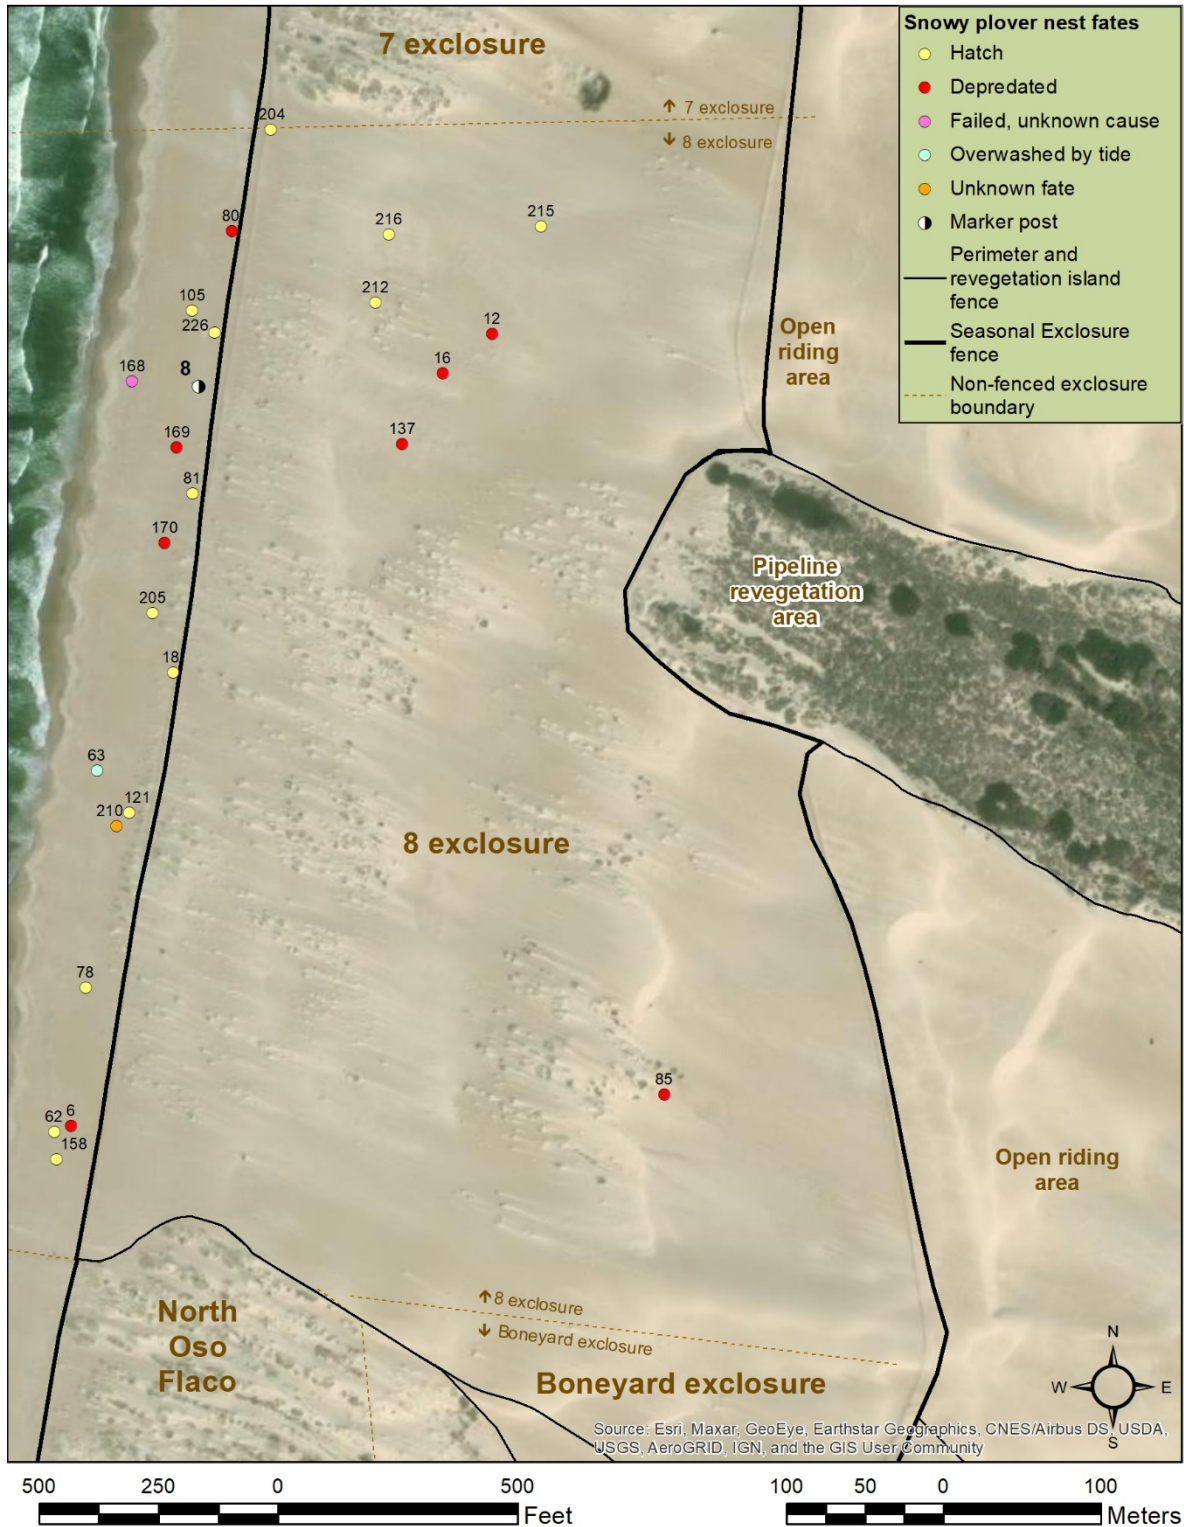 7 exclosure
Snowy plover nest fates
Hatch
Depredated
Failed, unknown cause
Overwashed by tide
Unknown fate
Marker post
Perimeter and
revegetation island
fence
Seasonal Exclosure
fence
Non-fenced exclosure
boundary
7 exclosure
8 exclosure
204
80
216
215
105
212
226
12
Open
riding
area
168
8
16
169
137
81
170
Pipeline
revegetation
area
205
18
63
121
210
8 exclosure
78
85
62
6
158
Open riding
area
8 exclosure
Boneyard exclosure
North
Oso
Flaco
Boneyard exclosure
N
W
E
S
Source: Esri, Maxar, GeoEye, Earthstar Geographics, CNES/Airbus DS, USDA,
USGS, AeroGRID, IGN, and the GIS User Community
500 250 0 500
Feet
100 0 100
Meters